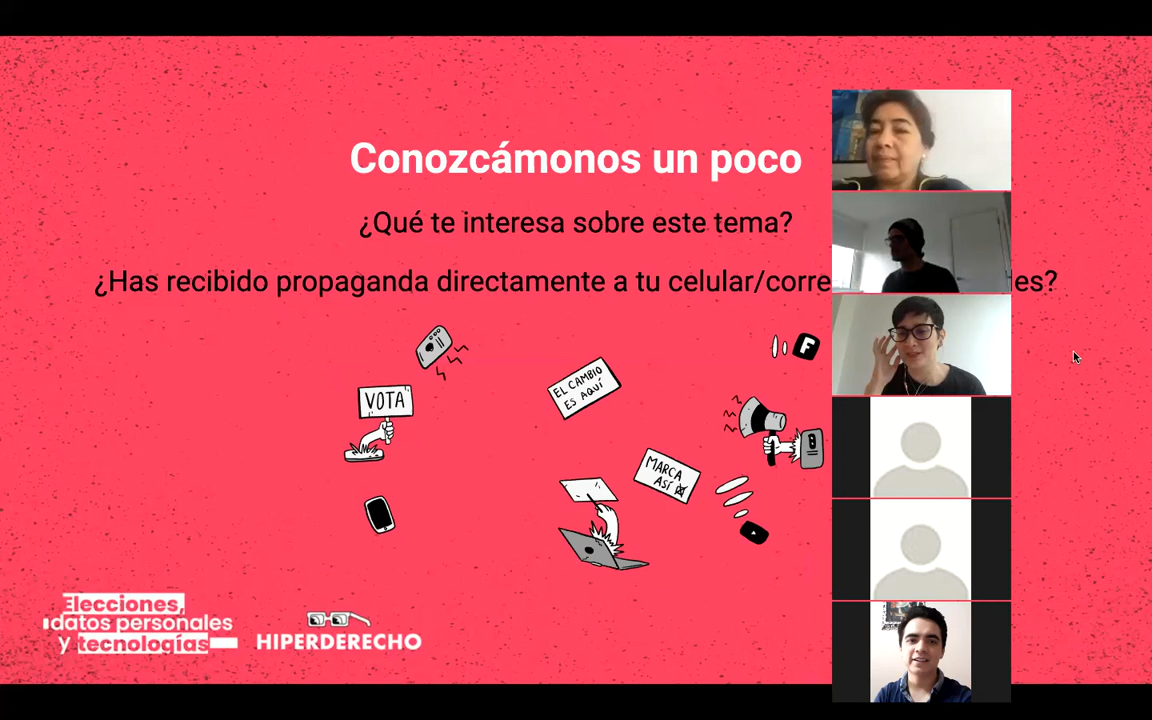 Conozcámonos un poco
¿Qué te interesa sobre este tema?
¿Has recibido propaganda directamente a tu celular/corre es?
F
VOTA
EL CAMBIO
ES AQUÍ
MARCA
ASÍ
Elecciones,
datos personales
y tecnologías
HIPERDERECHO